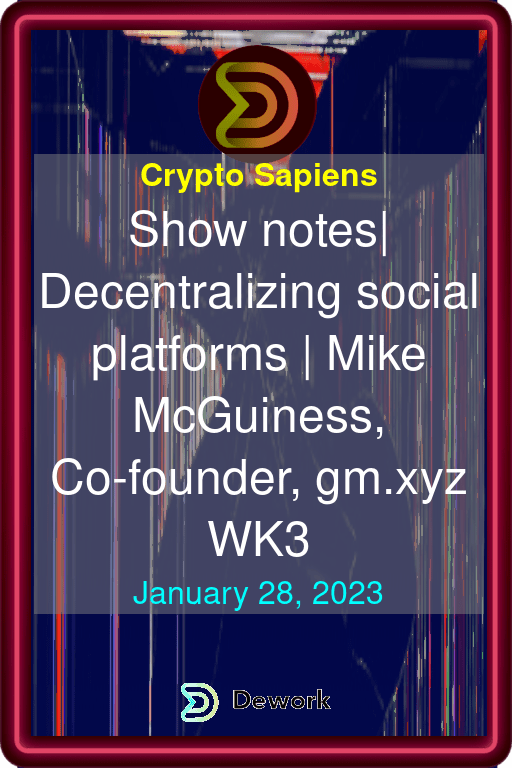 Crypto Sapiens
Show notes|
Decentralizing social
platforms | Mike
McGuiness,
Co-founder, gm.xyz
WK3
January 28, 2023
Dework